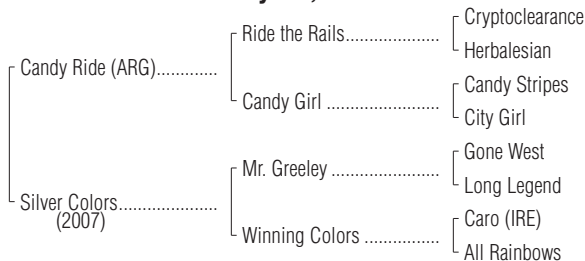 Cryptoclearance
Ride the Rails....................
Herbalesian
Candy Ride (ARG).............
Candy Stripes
Candy Girl ........................
City Girl
Gone West
Mr. Greeley .......................
Long Legend
Silver Colors.....................
(2007)
Caro (IRE)
Winning Colors ................
All Rainbows